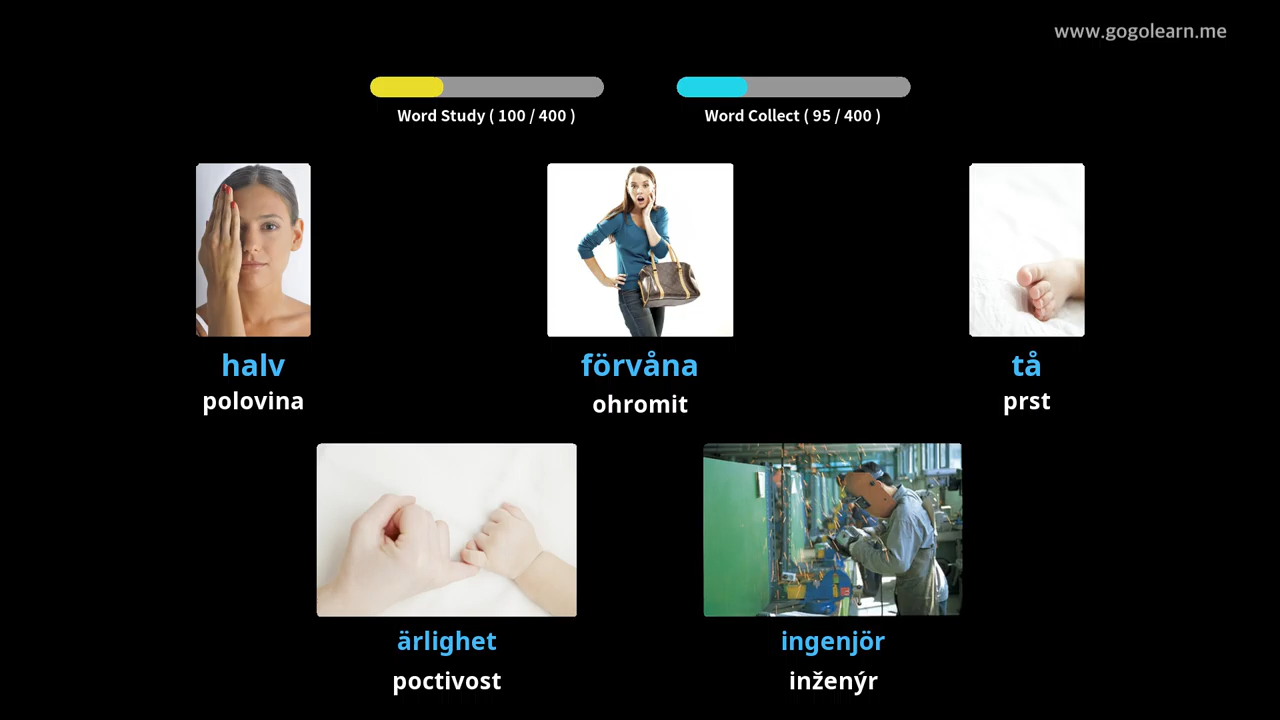 www.gogolearn.me
Word Study ( 100 / 400 )
Word Collect ( 95 / 400 )
halv
polovina
förvåna
ohromit
tå
prst
ärlighet
poctivost
ingenjör
inženýr